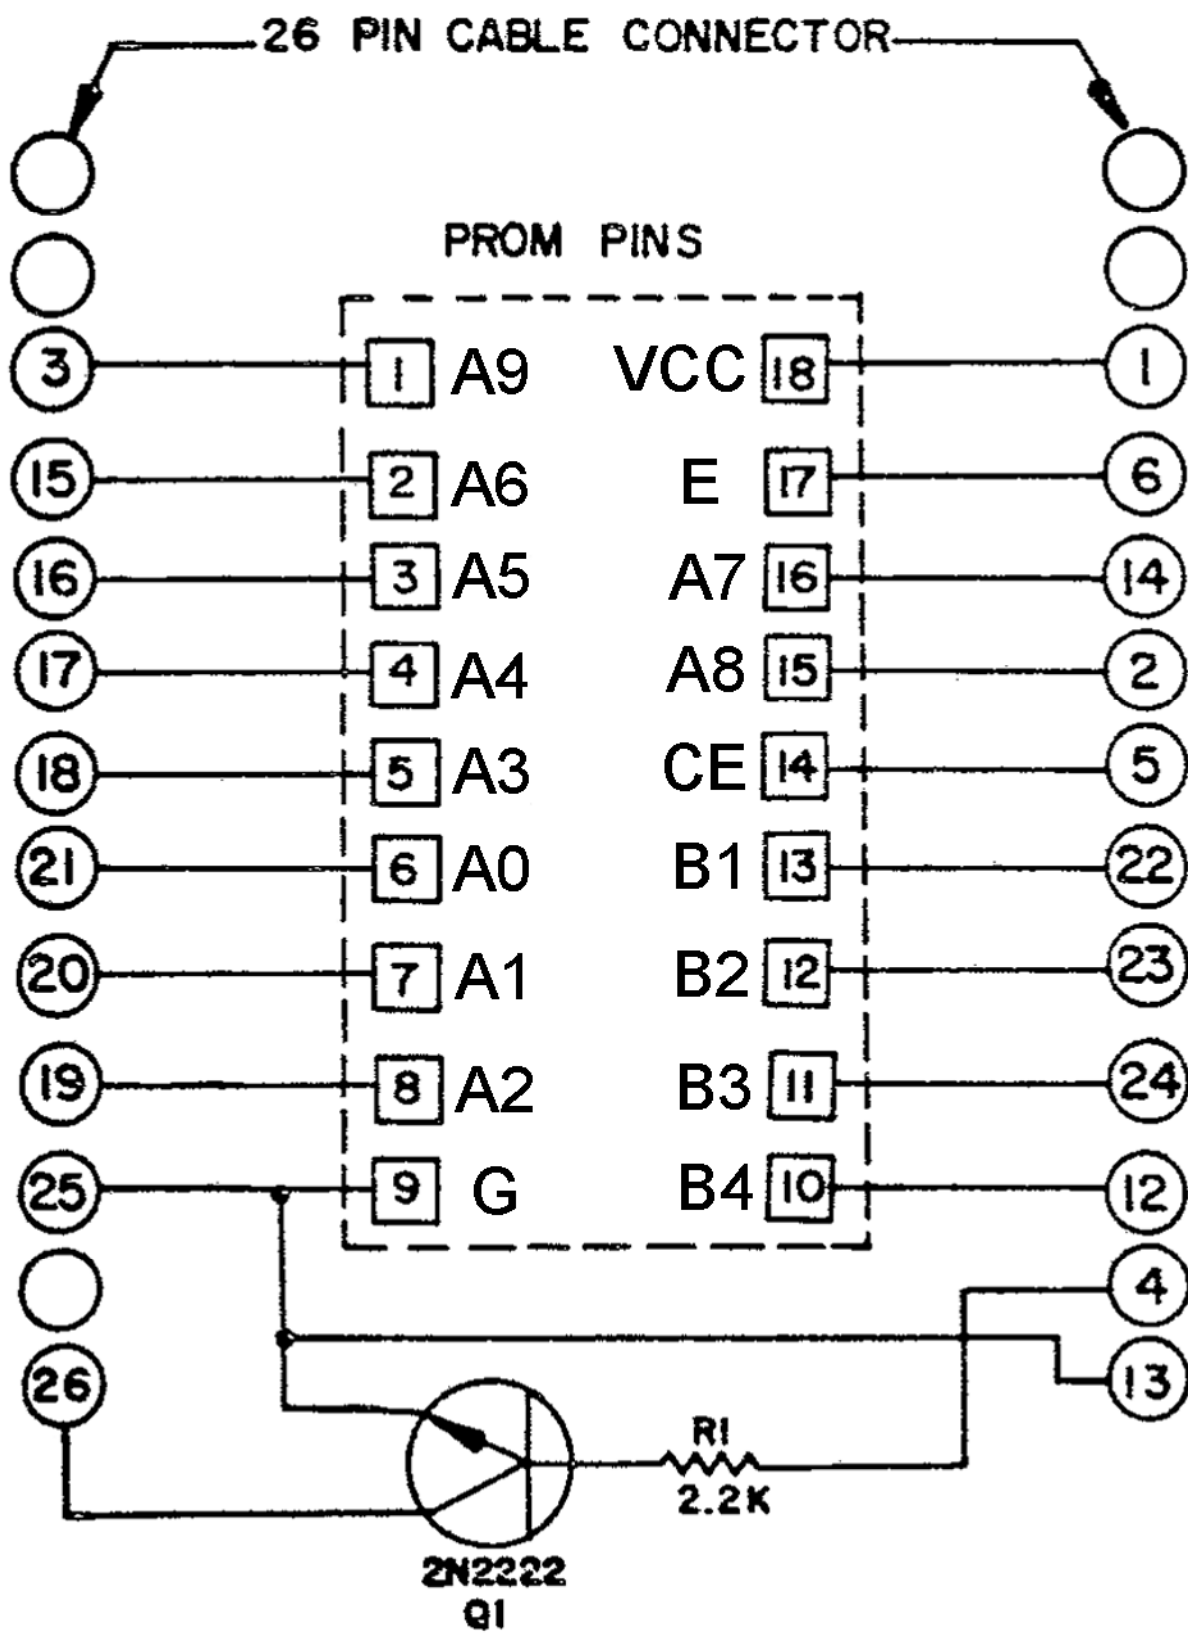 26 PIN CABLE CONNECTOR
PROM PINS
3 1 A9 VCC 18 1
15 2 A6 E 17 6
16 3 A5 A7 16 14
17 4 A4 A8 15 2
18 5 A3 CE 14 5
21 6 A0 B1 13 22
20 7 A1 B2 12 23
19 8 A2 B3 11 24
25 9 G B4 10 12
4
26 13
R1
2.2K
2N2222
Q1